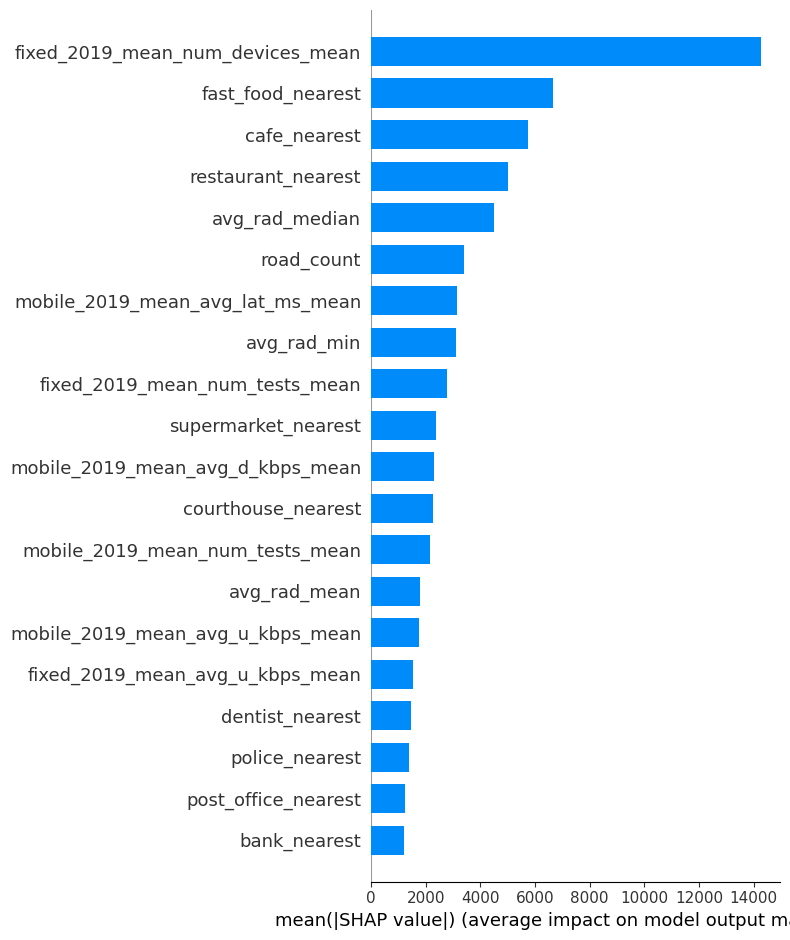 fixed_2019_mean_num_devices_mean
fast_food_nearest
cafe_nearest
restaurant_nearest
avg_rad_median
road_count
mobile_2019_mean_avg_lat_ms_mean
avg_rad_min
fixed_2019_mean_num_tests_mean
supermarket_nearest
mobile_2019_mean_avg_d_kbps_mean
courthouse_nearest
mobile_2019_mean_num_tests_mean
avg_rad_mean
mobile_2019_mean_avg_u_kbps_mean
fixed_2019_mean_avg_u_kbps_mean
dentist_nearest
police_nearest
post_office_nearest
bank_nearest
0 2000 4000 6000 8000 10000 12000 14000
mean(|SHAP value|) (average impact on model output